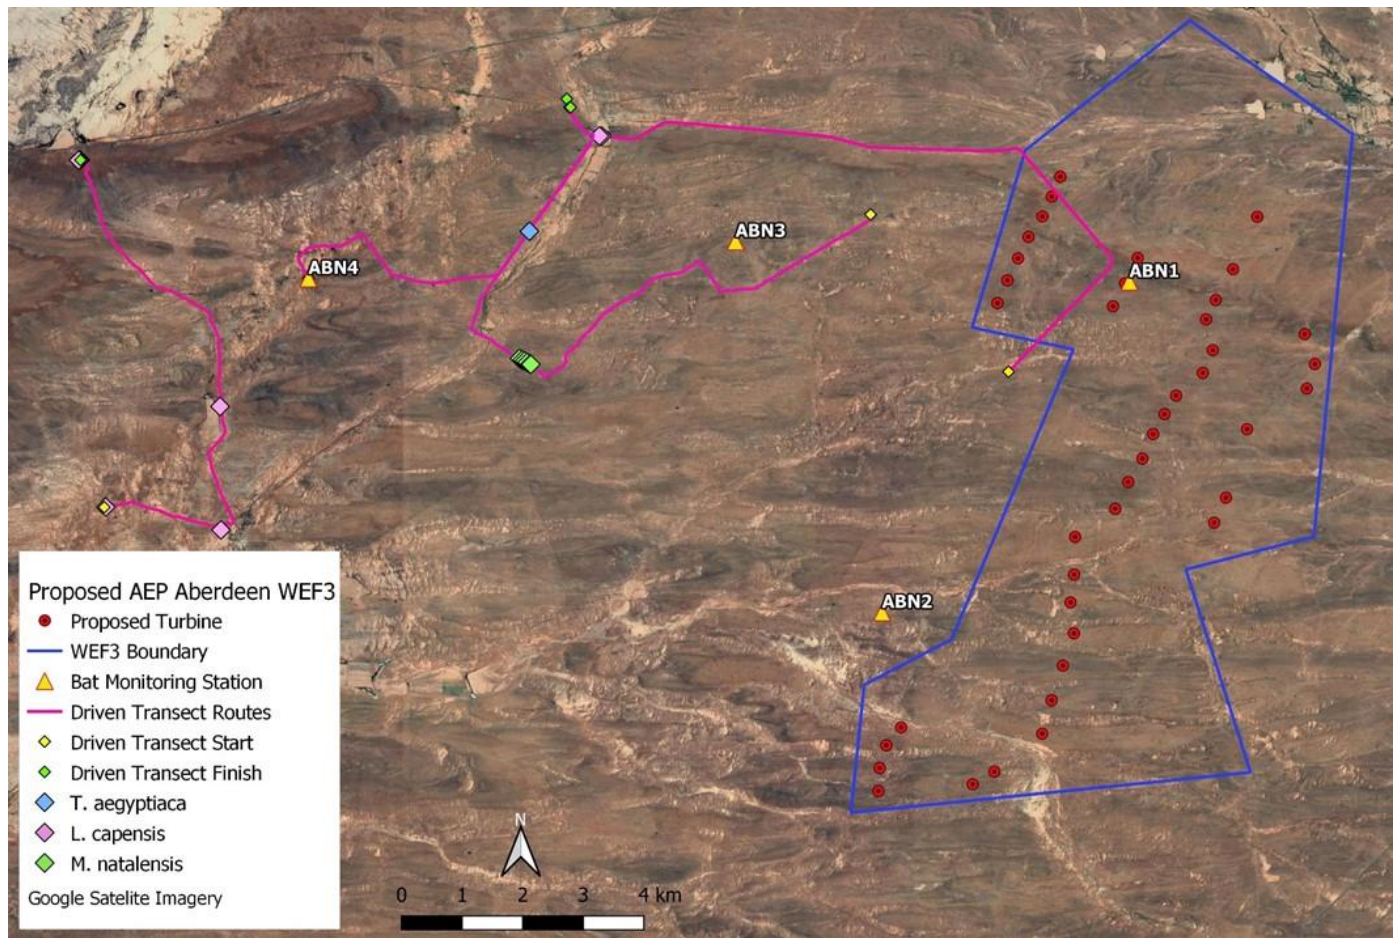 ABN3
ABN4
ABN1
ABN2
Proposed AEP Aberdeen WEF3
Proposed Turbine
WEF3 Boundary
Bat Monitoring Station
Driven Transect Routes
Driven Transect Start
Driven Transect Finish
T. aegyptiaca
L. capensis
M. natalensis
Google Satelite Imagery
N
0 1 2 3 4 km